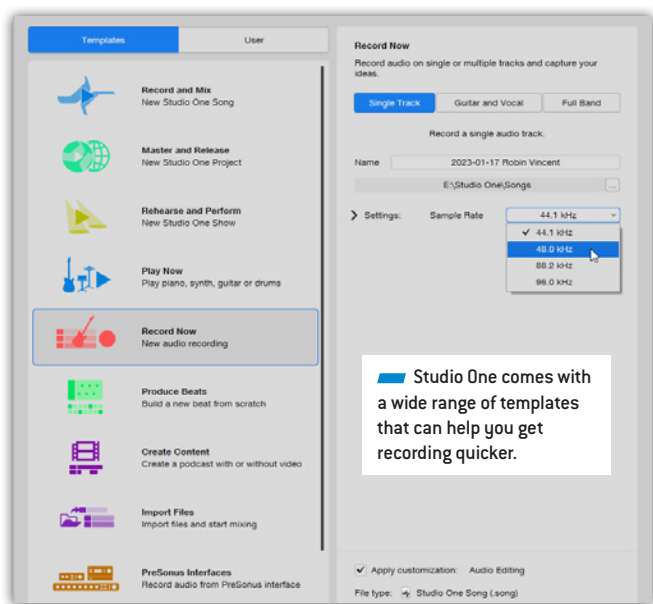 Templates
User
Record and Mix
New Studio One Song
Master and Release
New Studio One Project
Rehearse and Perform
New Studio One Show
Play Now
Play piano, synth, guitar or drums
Record Now
New audio recording
Produce Beats
Build a new beat from scratch
Create Content
Create a podcast with or without video
Import Files
Import files and start mixing
PreSonus Interfaces
Record audio from PreSonus interface
Record Now
Record audio on single or multiple tracks and capture your
ideas.
Single Track
Guitar and Vocal
Full Band
Record a single audio track.
Name 2023-01-17 Robin Vincent
E:\Studio One\Songs ...
Settings: Sample Rate 44.1 kHz
44.1 kHz
48.0 kHz
88.2 kHz
96.0 kHz
Studio One comes with
a wide range of templates
that can help you get
recording quicker.
Apply customization: Audio Editing
File type: Studio One Song (.song)